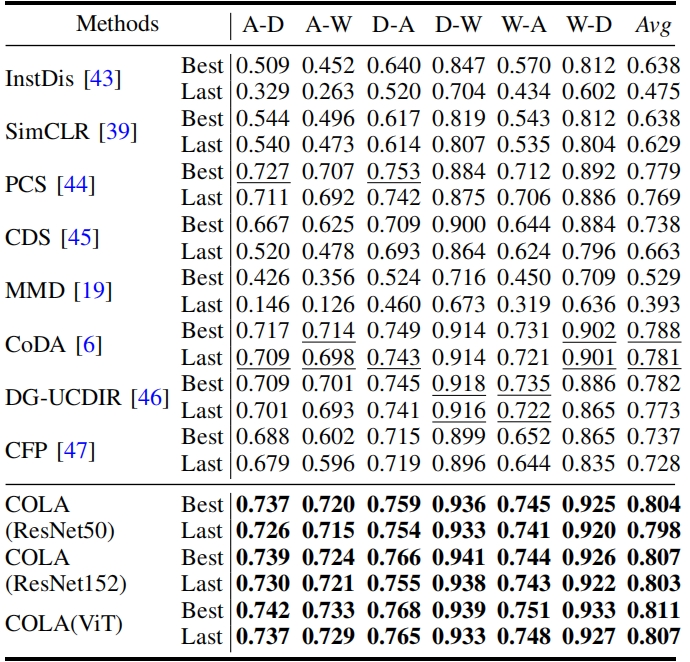 Methods A-D A-W D-A D-W W-A W-D Avg
InstDis [43] Best 0.509 0.452 0.640 0.847 0.570 0.812 0.638
Last 0.329 0.263 0.520 0.704 0.434 0.602 0.475
SimCLR [39] Best 0.544 0.496 0.617 0.819 0.543 0.812 0.638
Last 0.540 0.473 0.614 0.807 0.535 0.804 0.629
PCS [44] Best 0.727 0.707 0.753 0.884 0.712 0.892 0.779
Last 0.711 0.692 0.742 0.875 0.706 0.886 0.769
CDS [45] Best 0.667 0.625 0.709 0.900 0.644 0.884 0.738
Last 0.520 0.478 0.693 0.864 0.624 0.796 0.663
MMD [19] Best 0.426 0.356 0.524 0.716 0.450 0.709 0.529
Last 0.146 0.126 0.460 0.673 0.319 0.636 0.393
CoDA [6] Best 0.717 0.714 0.749 0.914 0.731 0.902 0.788
Last 0.709 0.698 0.743 0.914 0.721 0.901 0.781
DG-UCDIR [46] Best 0.709 0.701 0.745 0.918 0.735 0.886 0.782
Last 0.701 0.693 0.741 0.916 0.722 0.865 0.773
CFP [47] Best 0.688 0.602 0.715 0.899 0.652 0.865 0.737
Last 0.679 0.596 0.719 0.896 0.644 0.835 0.728
COLA Best 0.737 0.720 0.759 0.936 0.745 0.925 0.804
(ResNet50) Last 0.726 0.715 0.754 0.933 0.741 0.920 0.798
COLA Best 0.739 0.724 0.766 0.941 0.744 0.926 0.807
(ResNet152) Last 0.730 0.721 0.755 0.938 0.743 0.922 0.803
COLA(ViT) Best 0.742 0.733 0.768 0.939 0.751 0.933 0.811
Last 0.737 0.729 0.765 0.933 0.748 0.927 0.807